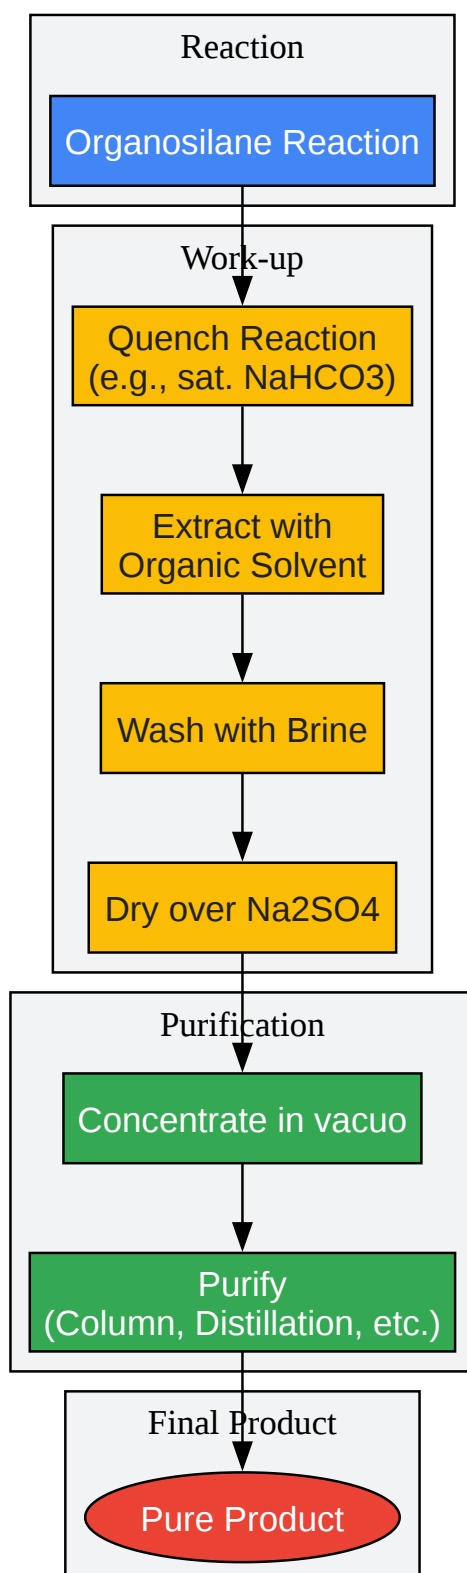 Reaction
Organosilane Reaction
Work-up
Quench Reaction
(e.g., sat. NaHCO3)
Extract with
Organic Solvent
Wash with Brine
Dry over Na2SO4
Purification
Concentrate in vacuo
Purify
(Column, Distillation, etc.)
Final Product
Pure Product